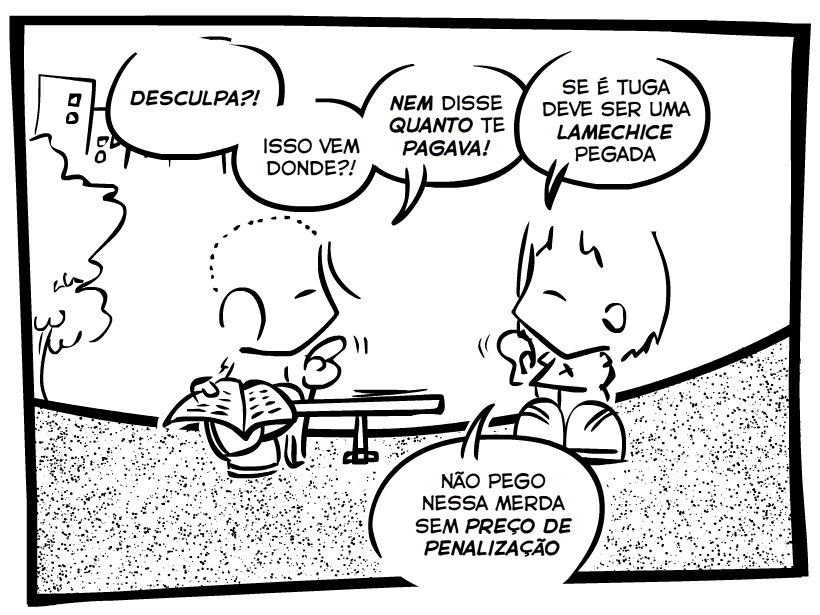 DESCULPA?!
ISSO VEM
DONDE?!
NEM DISSE
QUANTO TE
PAGAVA!
SE É TUGA
DEVE SER UMA
LAMECHICE
PEGADA
NÃO PEGO
NESSA MERDA
SEM PREÇO DE
PENALIZAÇÃO